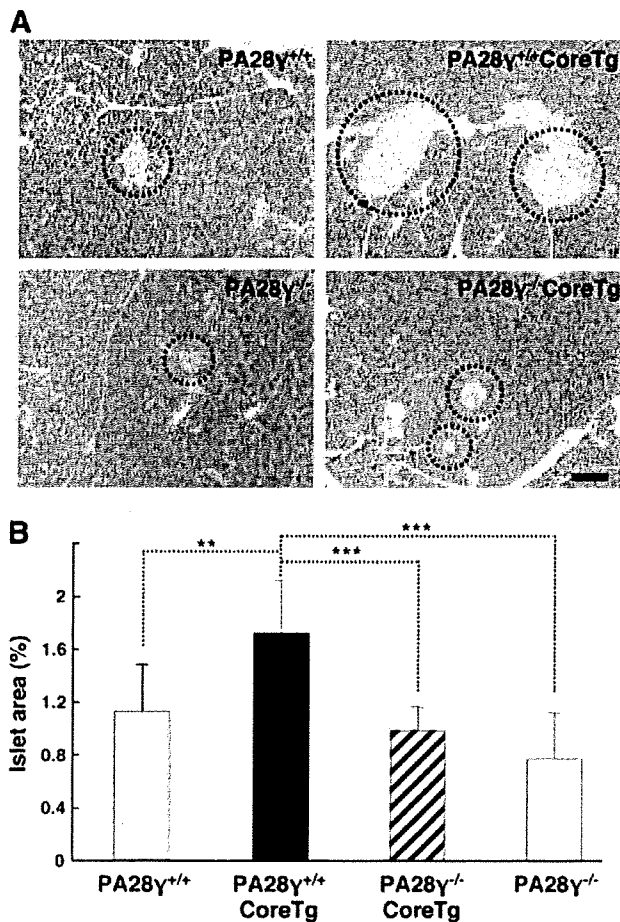 A
PA28γ+/+
PA28γ+/+CoreTg
PA28γ-/-
PA28γ-/-CoreTg
B
Islet area (%)
2
1.6
1.2
0.8
0.4
0
**
***
***
PA28γ+/+
PA28γ+/+
CoreTg
PA28γ-/-
CoreTg
PA28γ-/-